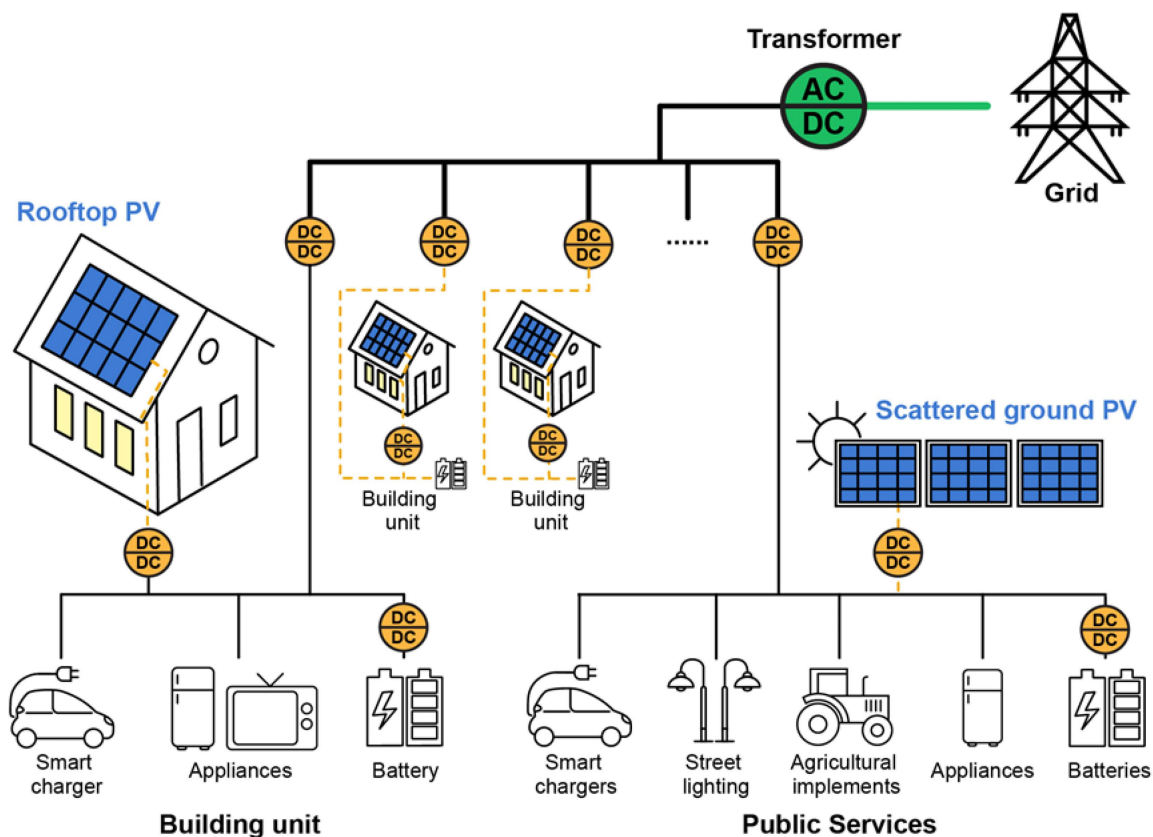 Transformer
AC
DC
Grid
Rooftop PV
DC
DC
DC
DC
DC
DC
......
DC
DC
Scattered ground PV
DC
DC
DC
DC
Building
unit
Building
unit
DC
DC
DC
DC
DC
DC
DC
DC
Smart
charger
Appliances
Battery
Smart
chargers
Street
lighting
Agricultural
implements
Appliances
Batteries
Building unit
Public Services